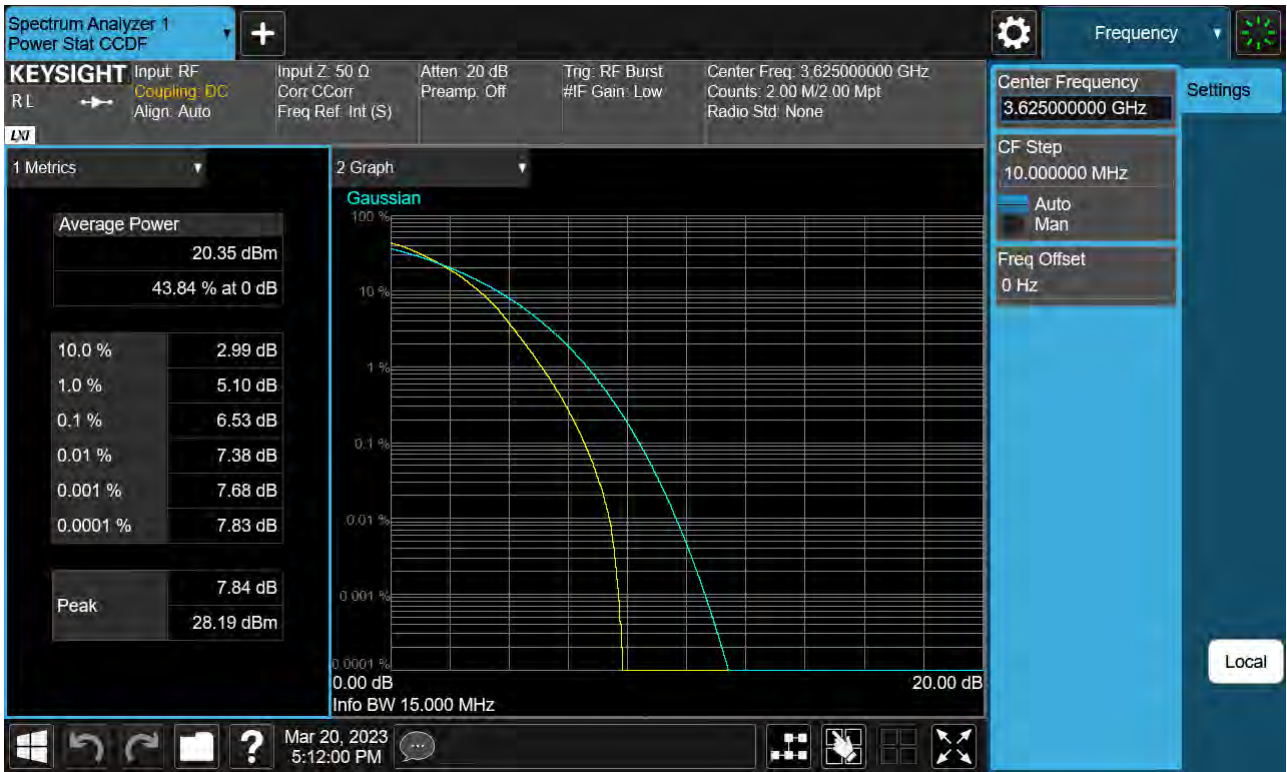 Spectrum Analyzer 1
Power Stat CCDF
+
Frequency
KEYSIGHT
RL
LXI
Input: RF
Coupling: DC
Align: Auto
Input Z: 50 Ω
Corr CCorr
Freq Ref: Int (S)
Atten: 20 dB
Preamp: Off
Trig: RF Burst
#IF Gain: Low
Center Freq: 3.625000000 GHz
Counts: 2.00 M/2.00 Mpt
Radio Std: None
Center Frequency
3.625000000 GHz
Settings
CF Step
10.000000 MHz
Auto
Man
Freq Offset
0 Hz
1 Metrics
Average Power
20.35 dBm
43.84 % at 0 dB
10.0 % 2.99 dB
1.0 % 5.10 dB
0.1 % 6.53 dB
0.01 % 7.38 dB
0.001 % 7.68 dB
0.0001 % 7.83 dB
Peak
7.84 dB
28.19 dBm
2 Graph
Gaussian
100 %
10 %
1 %
0.1 %
0.01 %
0.001 %
0.0001 %
0.00 dB
20.00 dB
Info BW 15.000 MHz
Local
?
Mar 20, 2023
5:12:00 PM